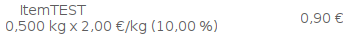 ItemTEST
0,500 kg x 2,00 €/kg (10,00 %) 0,90 €